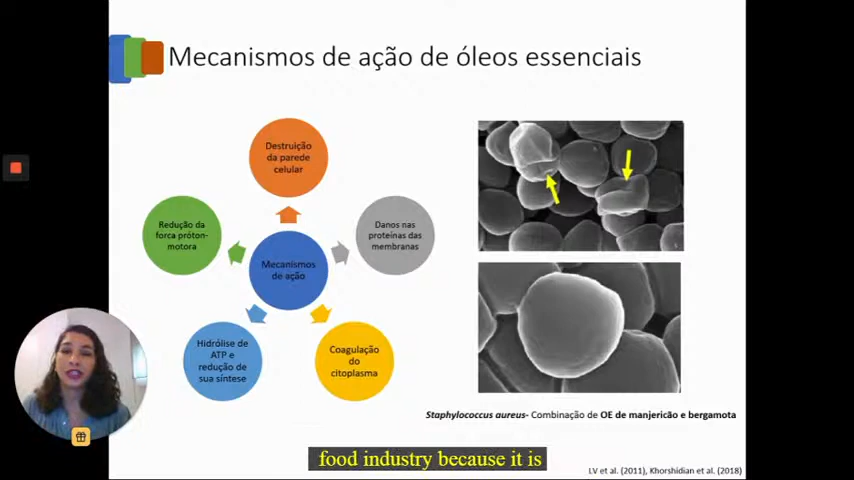 Mecanismos de ação de óleos essenciais
Destruição
da parede
celular
Redução da
força próton-
motora
Danos nas
proteínas das
membranas
Mecanismos
de ação
Hidrólise de
ATP e
redução de
sua síntese
Coagulação
do
citoplasma
Staphylococcus aureus- Combinação de OE de manjericão e bergamota
food industry because it is
LV et al. (2011), Khorshidian et al. (2018)